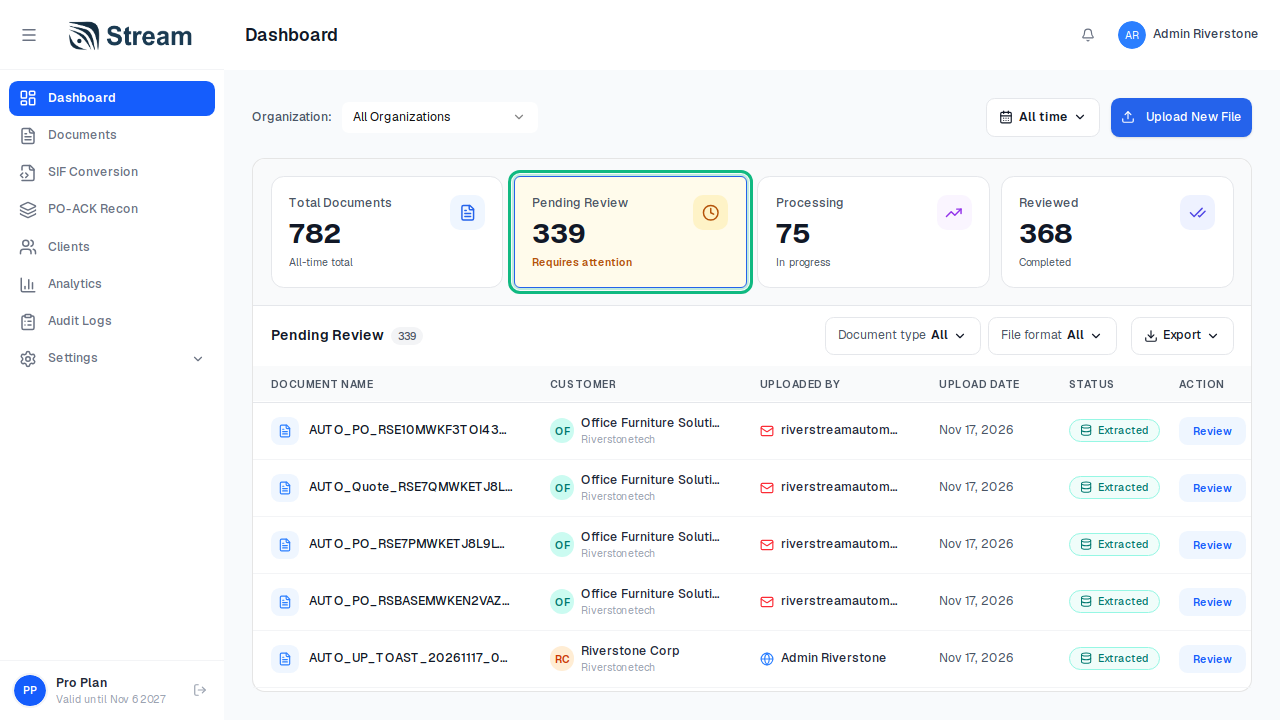 Stream
Dashboard
AR
Admin Riverstone
Dashboard
Documents
SIF Conversion
PO-ACK Recon
Clients
Analytics
Audit Logs
Settings
PP
Pro Plan
Valid until Nov 6 2027
Organization:
All Organizations
All time
Upload New File
Total Documents
782
All-time total
Pending Review
339
Requires attention
Processing
75
In progress
Reviewed
368
Completed
Pending Review 339
Document type All
File format All
Export
DOCUMENT NAME CUSTOMER UPLOADED BY UPLOAD DATE STATUS ACTION
AUTO_PO_RSE10MWKF3TOI43... OF Office Furniture Soluti... riverstreamautom... Nov 17, 2026 Extracted Review
Riverstonetech
AUTO_Quote_RSE7QMWKETJ8L... OF Office Furniture Soluti... riverstreamautom... Nov 17, 2026 Extracted Review
Riverstonetech
AUTO_PO_RSE7PMWKETJ8L9L... OF Office Furniture Soluti... riverstreamautom... Nov 17, 2026 Extracted Review
Riverstonetech
AUTO_PO_RSBASEMWKEN2VAZ... OF Office Furniture Soluti... riverstreamautom... Nov 17, 2026 Extracted Review
Riverstonetech
AUTO_UP_TOAST_20261117_0... RC Riverstone Corp Admin Riverstone Nov 17, 2026 Extracted Review
Riverstonetech